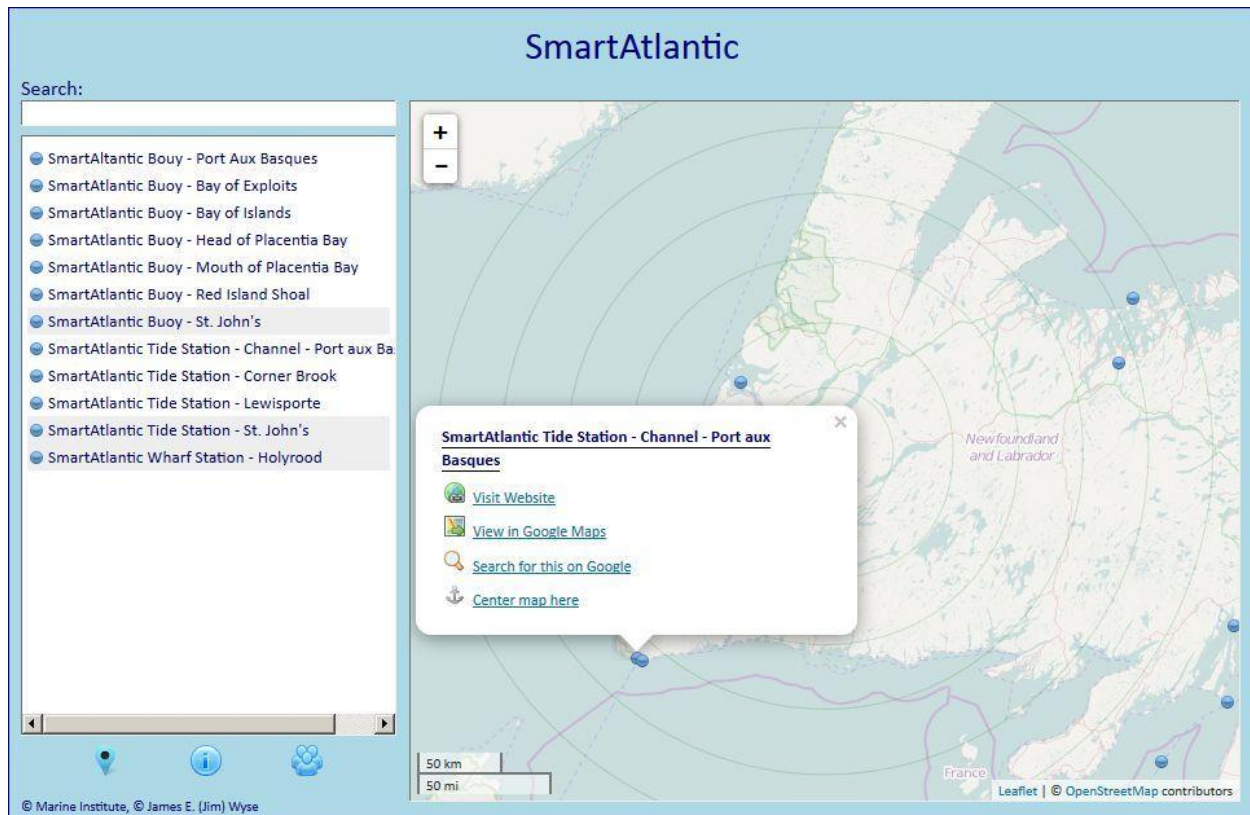 SmartAtlantic
Search:
SmartAltantic Bouy - Port Aux Basques
SmartAtlantic Buoy - Bay of Exploits
SmartAtlantic Buoy - Bay of Islands
SmartAtlantic Buoy - Head of Placentia Bay
SmartAtlantic Buoy - Mouth of Placentia Bay
SmartAtlantic Buoy - Red Island Shoal
SmartAtlantic Buoy - St. John's
SmartAtlantic Tide Station - Channel - Port aux Ba
SmartAtlantic Tide Station - Corner Brook
SmartAtlantic Tide Station - Lewisporte
SmartAtlantic Tide Station - St. John's
SmartAtlantic Wharf Station - Holyrood
© Marine Institute, © James E. (Jim) Wyse
+
−
SmartAtlantic Tide Station - Channel - Port aux
Basques
×
Visit Website
View in Google Maps
Search for this on Google
Center map here
Newfoundland
and Labrador
France
50 km
50 mi
Leaflet | © OpenStreetMap contributors